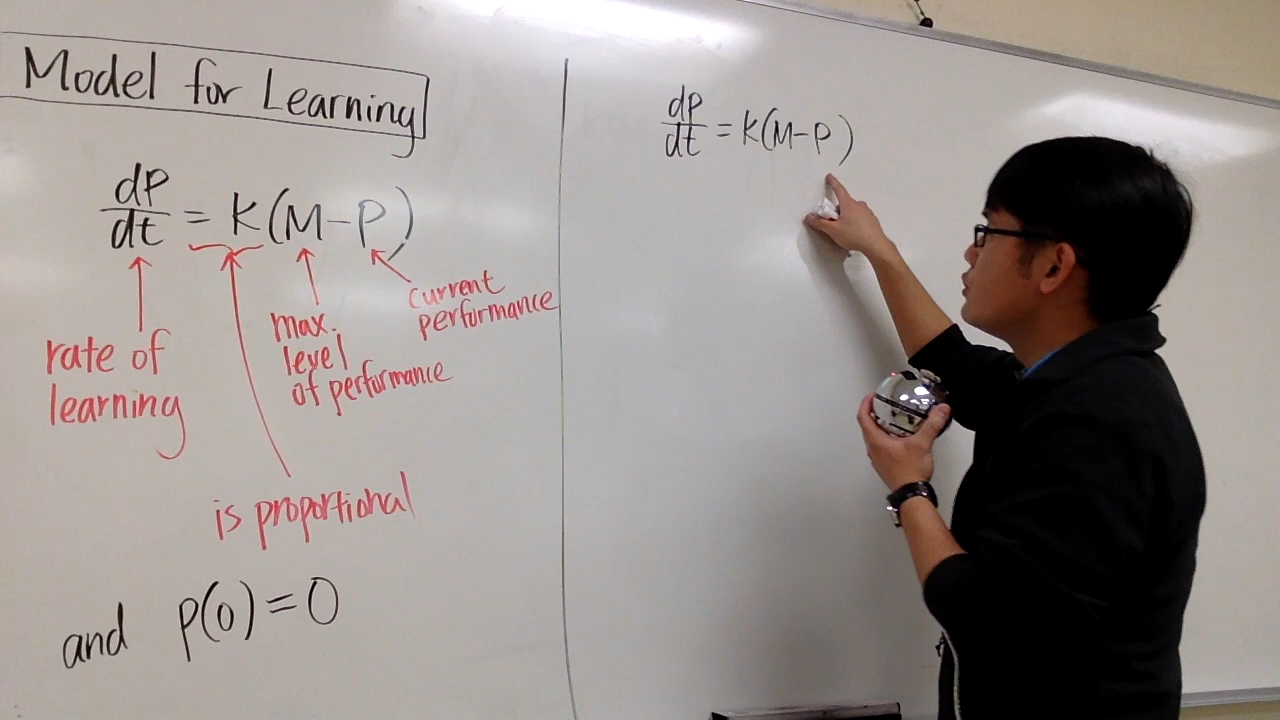 Model for Learning
dP/dt = K(M-P)
rate of
learning
max.
level
of performance
current
performance
is proportional
and P(0)=0
dP/dt = K(M-P)